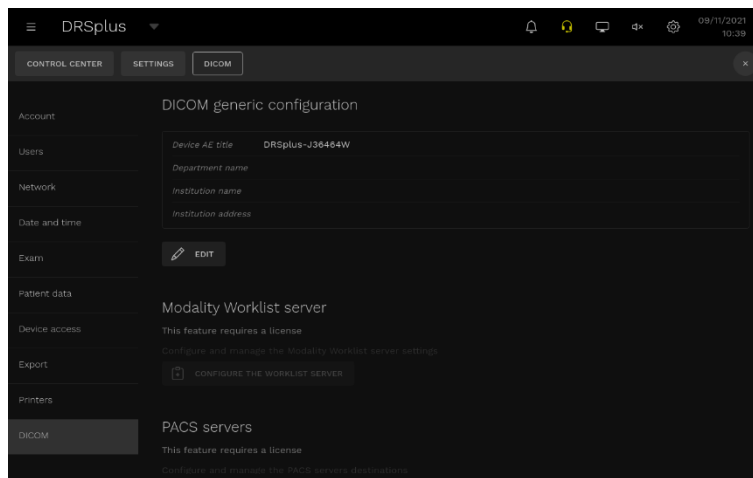 DRSplus
09/11/2021
10:39
CONTROL CENTER
SETTINGS
DICOM
Account
Users
Network
Date and time
Exam
Patient data
Device access
Export
Printers
DICOM
DICOM generic configuration
Device AE title DRSplus-J36464W
Department name
Institution name
Institution address
EDIT
Modality Worklist server
This feature requires a license
Configure and manage the Modality Worklist server settings
CONFIGURE THE WORKLIST SERVER
PACS servers
This feature requires a license
Configure and manage the PACS servers destinations